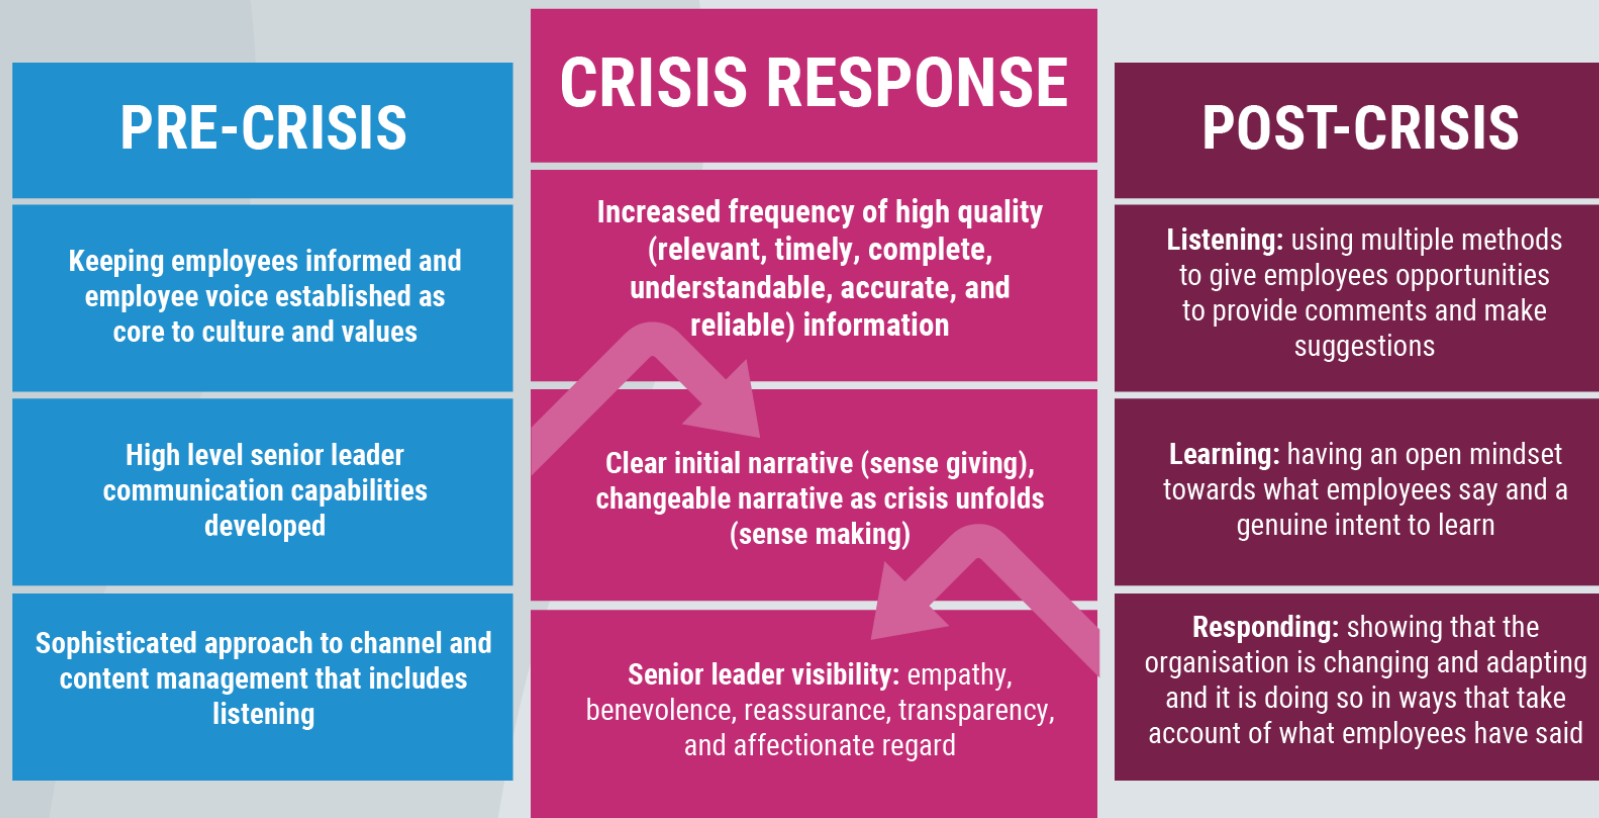 PRE-CRISIS
Keeping employees informed and
employee voice established as
core to culture and values
High level senior leader
communication capabilities
developed
Sophisticated approach to channel and
content management that includes
listening
CRISIS RESPONSE
Increased frequency of high quality
(relevant, timely, complete,
understandable, accurate, and
reliable) information
Clear initial narrative (sense giving),
changeable narrative as crisis unfolds
(sense making)
Senior leader visibility: empathy,
benevolence, reassurance, transparency,
and affectionate regard
POST-CRISIS
Listening: using multiple methods
to give employees opportunities
to provide comments and make
suggestions
Learning: having an open mindset
towards what employees say and a
genuine intent to learn
Responding: showing that the
organisation is changing and adapting
and it is doing so in ways that take
account of what employees have said